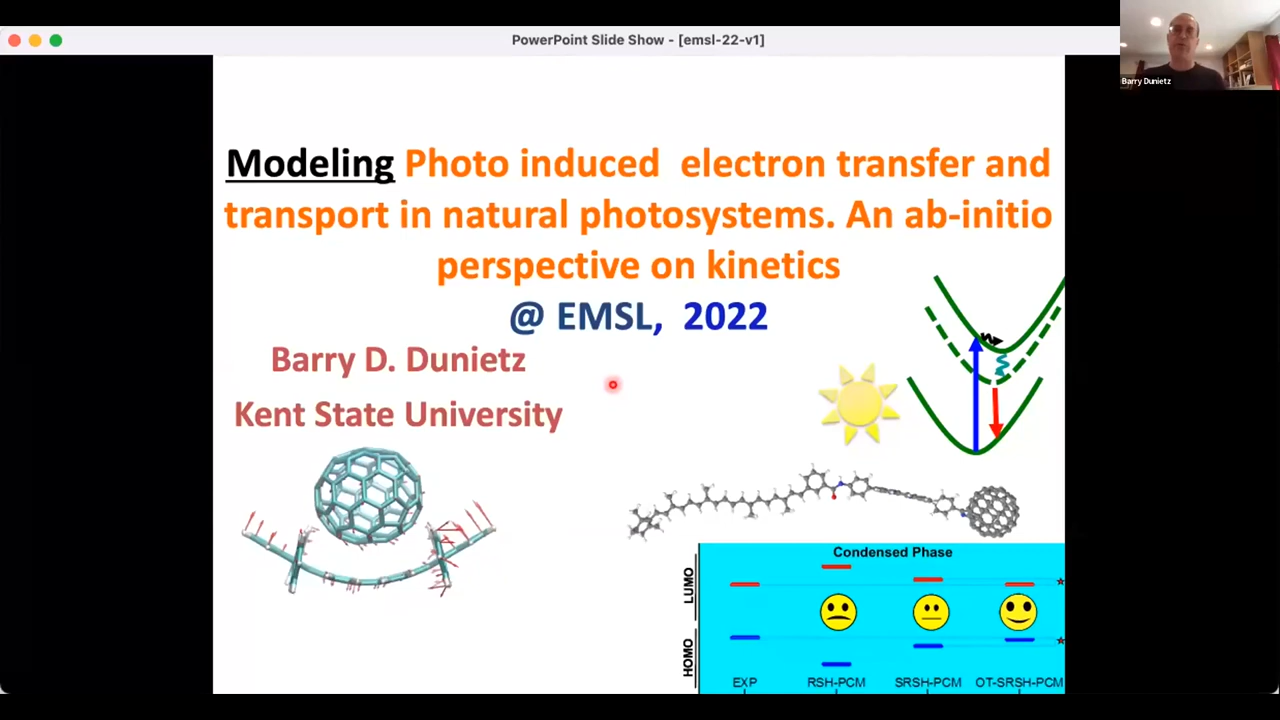 PowerPoint Slide Show - [emsl-22-v1]
Barry Dunietz
Modeling Photo induced electron transfer and
transport in natural photosystems. An ab-initio
perspective on kinetics
@ EMSL, 2022
Barry D. Dunietz
Kent State University
Condensed Phase
LUMO
HOMO
EXP RSH-PCM SRSH-PCM OT-SRSH-PCM